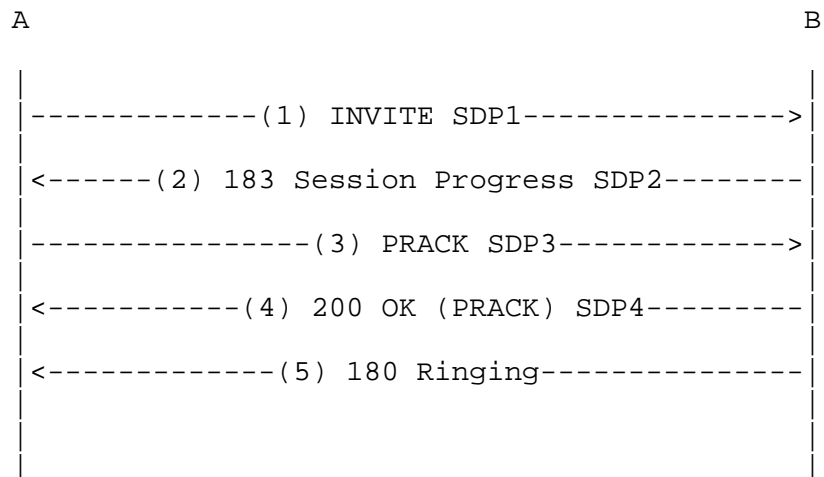 A B
|-------------(1) INVITE SDP1--------------->|
|<------(2) 183 Session Progress SDP2--------|
|----------------(3) PRACK SDP3------------->|
|<-----------(4) 200 OK (PRACK) SDP4---------|
|<-------------(5) 180 Ringing---------------|